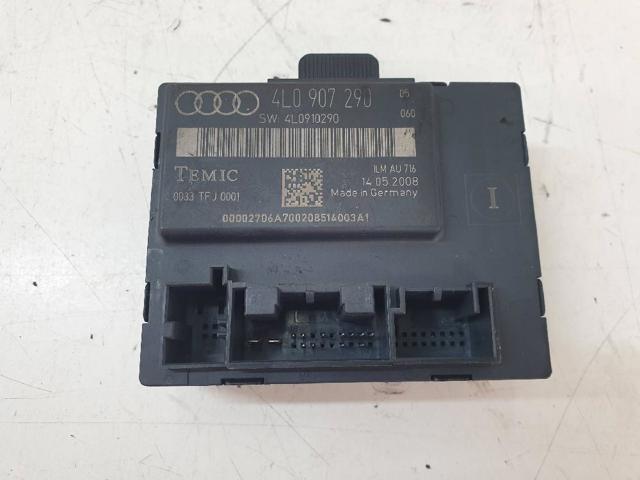 4L0 907 290 05
SW: 4L0910290 060
TEMIC ILM AU 716
0033 TFJ 0001 14.05.2008
Made in Germany
00002706A700208514003A1
I